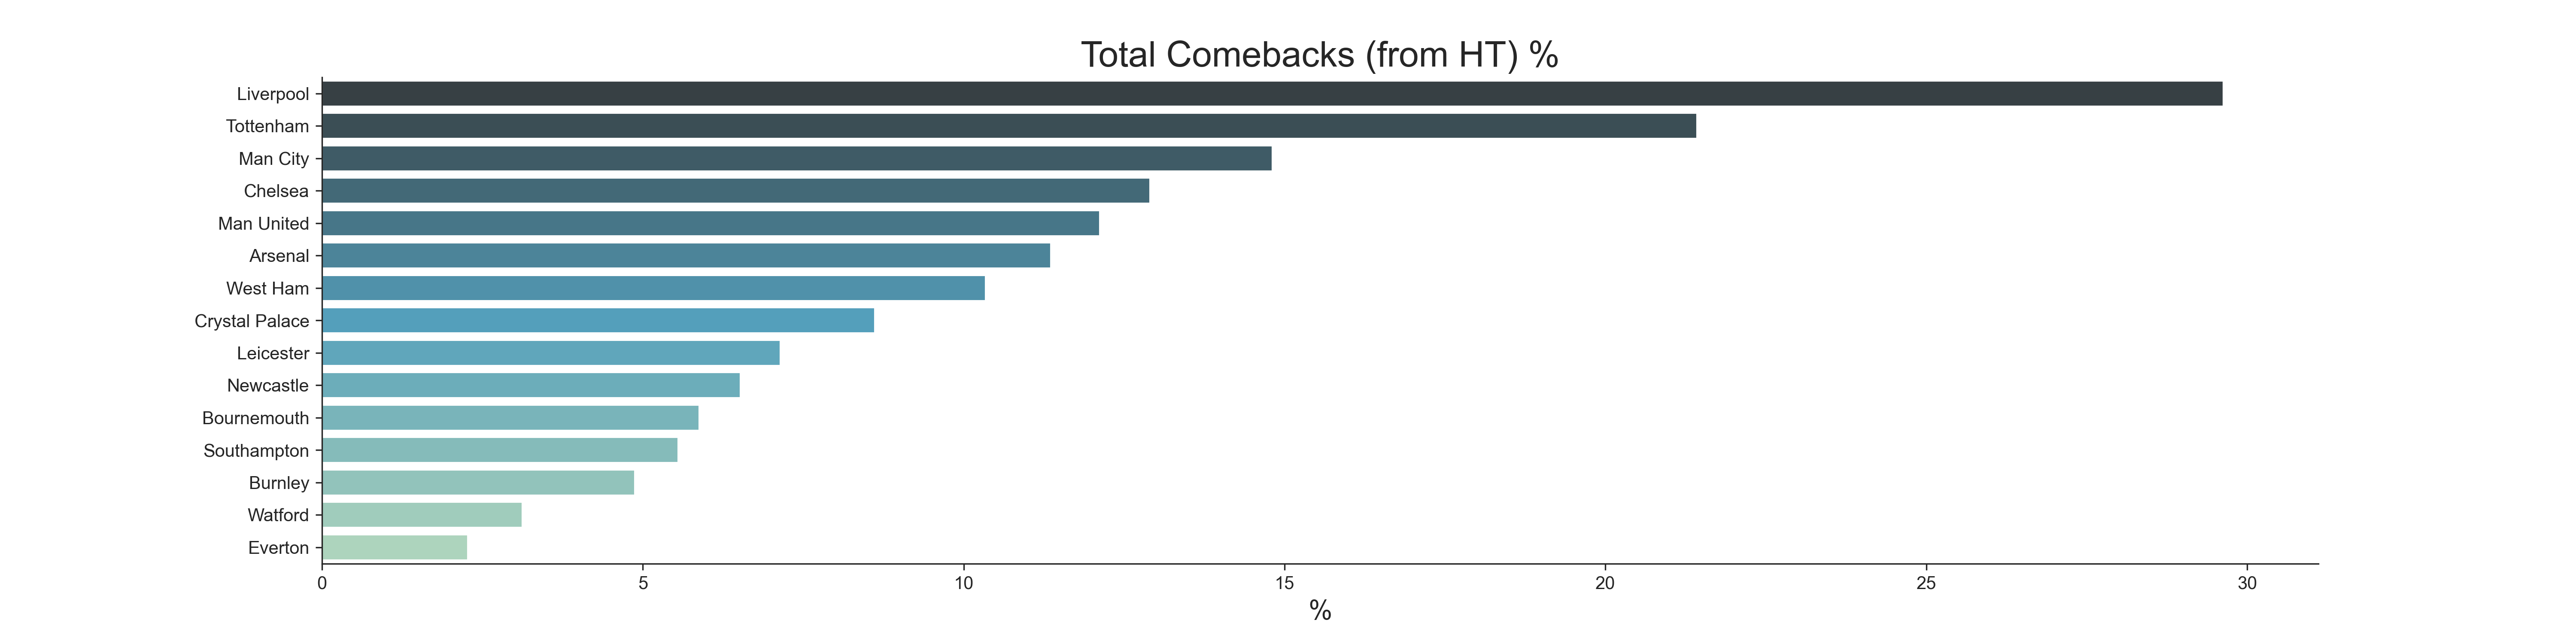 Total Comebacks (from HT) %
Liverpool
Tottenham
Man City
Chelsea
Man United
Arsenal
West Ham
Crystal Palace
Leicester
Newcastle
Bournemouth
Southampton
Burnley
Watford
Everton
0 5 10 15 20 25 30
%